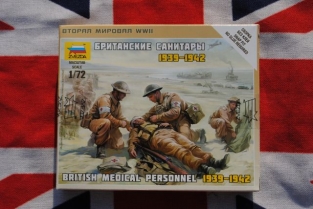 ВТОРАЯ МИРОВАЯ WWII
БРИТАНСКИЕ САНИТАРЫ
1939-1942
1/72
BRITISH MEDICAL PERSONNEL 1939-1942